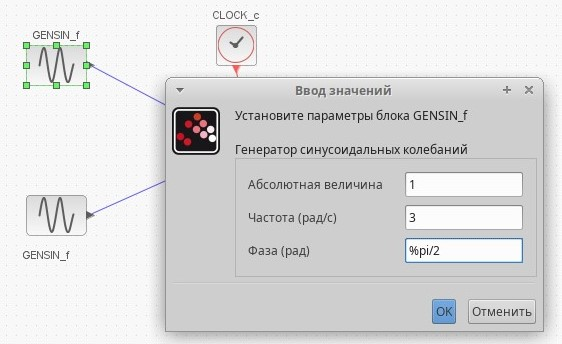 CLOCK_c
GENSIN_f
Ввод значений
Установите параметры блока GENSIN_f
Генератор синусоидальных колебаний
Абсолютная величина 1
Частота (рад/с) 3
Фаза (рад) %pi/2
GENSIN_f
OK Отменить